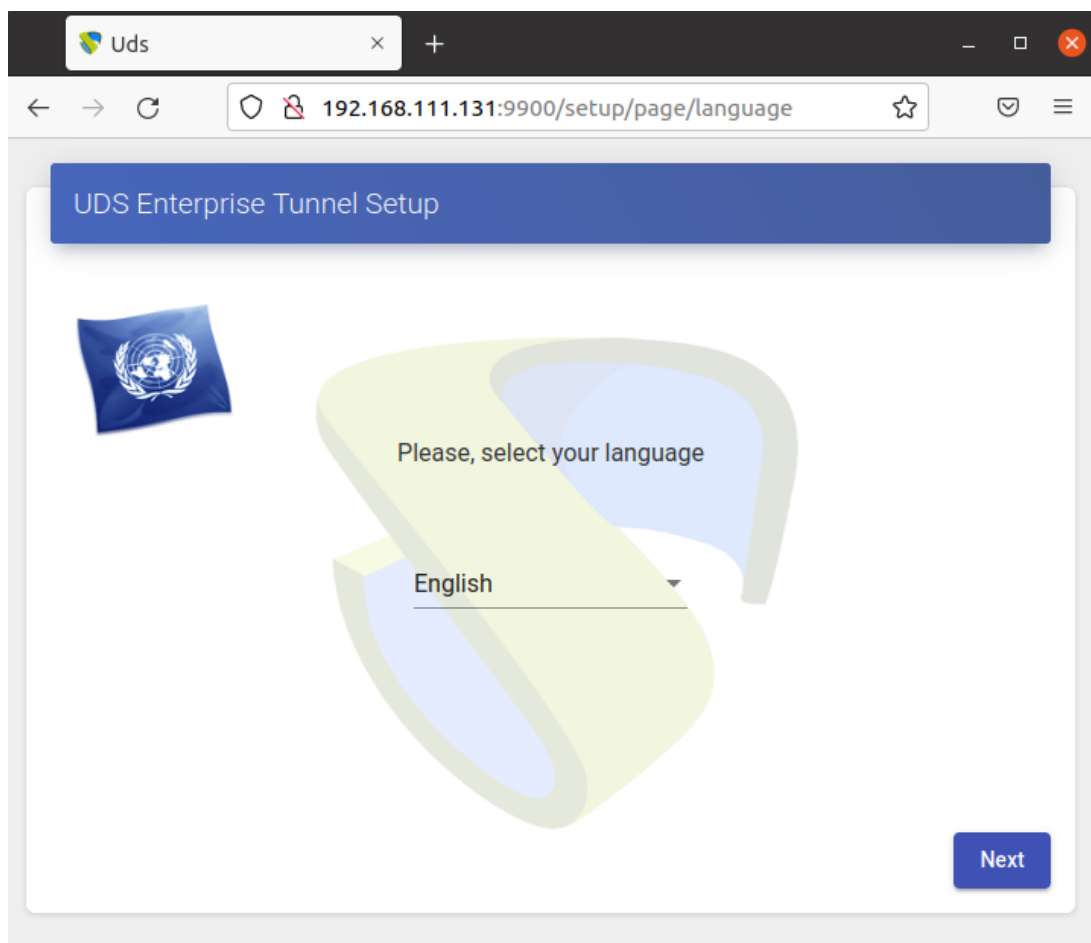 Uds
192.168.111.131:9900/setup/page/language
UDS Enterprise Tunnel Setup
Please, select your language
English
Next